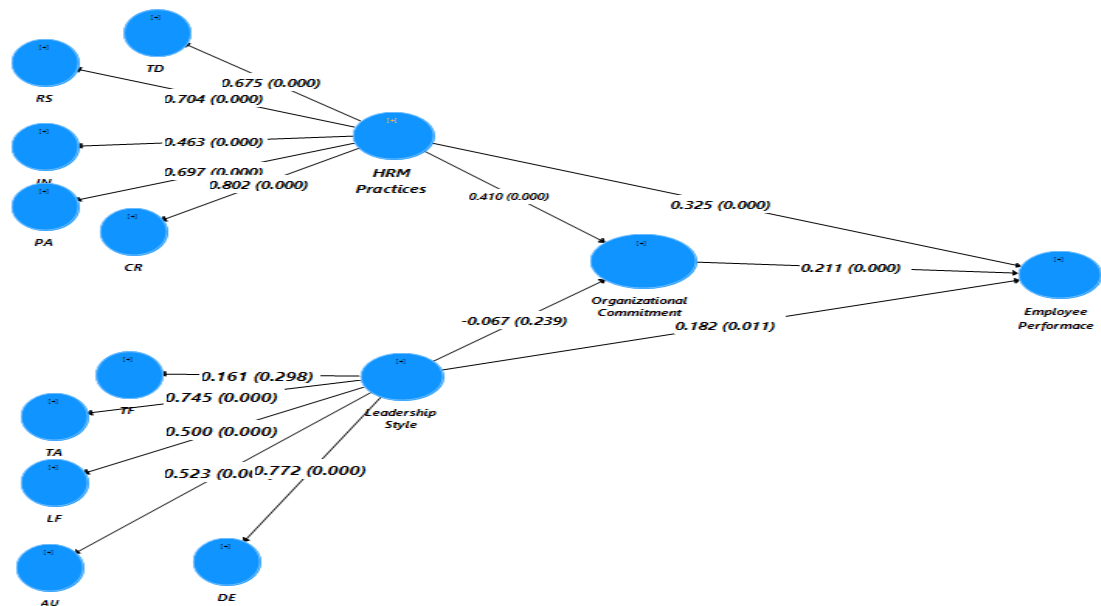 TD
0.675 (0.000)
RS
0.704 (0.000)
0.463 (0.000)
HRM
Practices
0.697 (0.000)
0.802 (0.000)
PA
CR
0.410 (0.000)
0.325 (0.000)
Organizational
Commitment
0.211 (0.000)
Employee
Performace
-0.067 (0.239)
0.182 (0.011)
0.161 (0.298)
TF
0.745 (0.000)
Leadership
Style
TA
0.500 (0.000)
0.523
0.772 (0.000)
LF
AU
DE